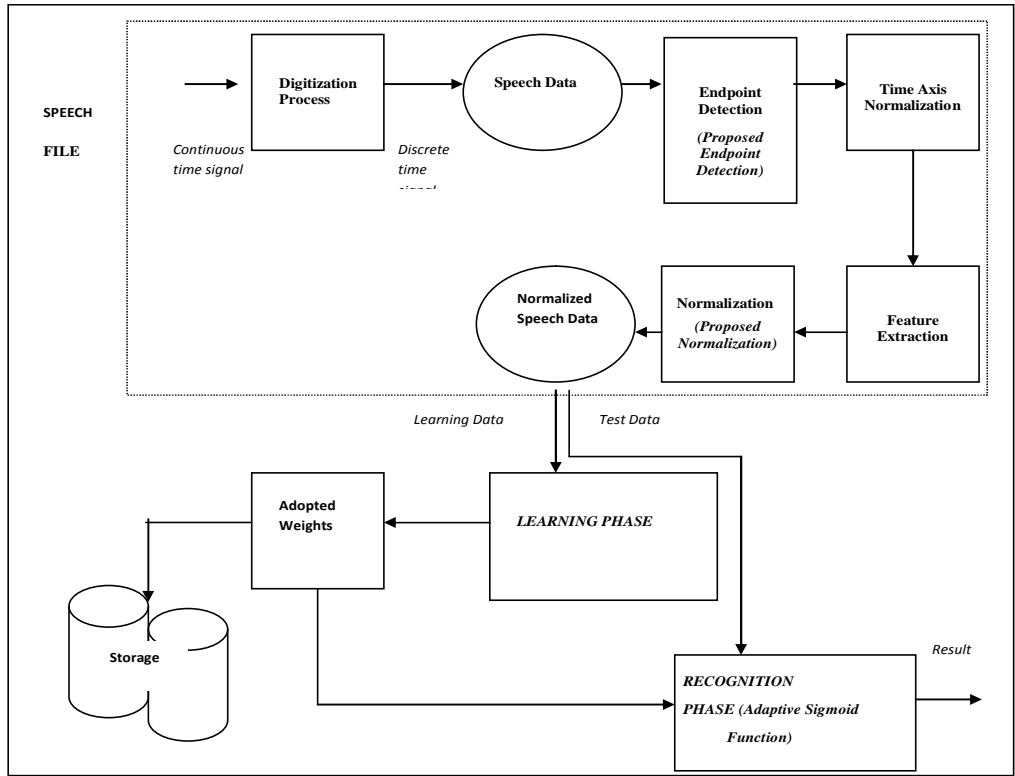 SPEECH
FILE
Continuous
time signal
Digitization
Process
Discrete
time
signal
Speech Data
Endpoint
Detection
(Proposed
Endpoint
Detection)
Time Axis
Normalization
Feature
Extraction
Normalization
(Proposed
Normalization)
Normalized
Speech Data
Learning Data
Test Data
LEARNING PHASE
Adopted
Weights
Storage
RECOGNITION
PHASE (Adaptive Sigmoid
Function)
Result